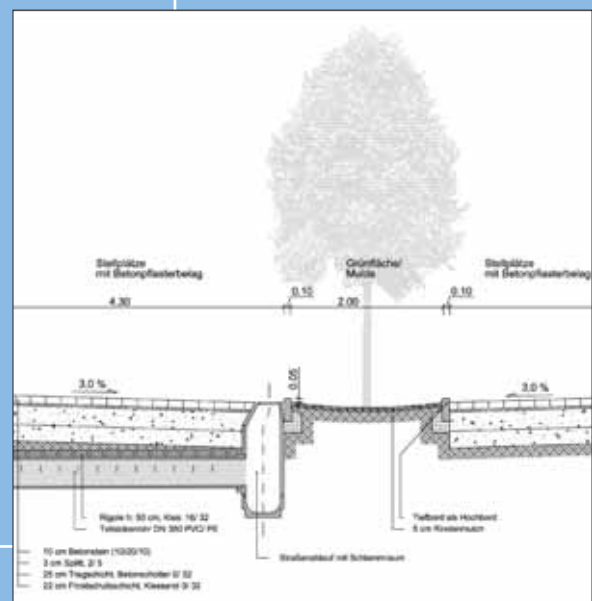 Stellplätze
mit Betonpflasterbelag
Grünfläche/
Mulde
Stellplätze
mit Betonpflasterbelag
4.30
0.10
2.00
0.10
3,0 %
0.05
3,0 %
Rigole h: 50 cm, Kies 16/ 32
DN 350 PVC/ PE
Tiefbord als Hochbord
5 cm
10 cm Betonstein (10/20/10)
3 cm Splitt, 2/ 5
25 cm Tragschicht, Betonschotter 0/ 32
22 cm Frostschutzschicht, Kiessand 0/ 32
Straßenablauf mit Schlammraum